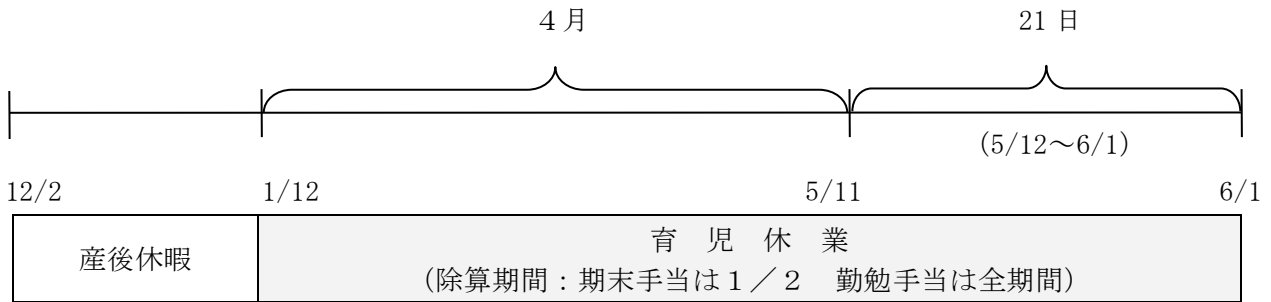 ４月 21 日
(5/12～6/1)
12/2 1/12 5/11 6/1
産後休暇
育 児 休 業
(除算期間：期末手当は１／２ 勤勉手当は全期間)